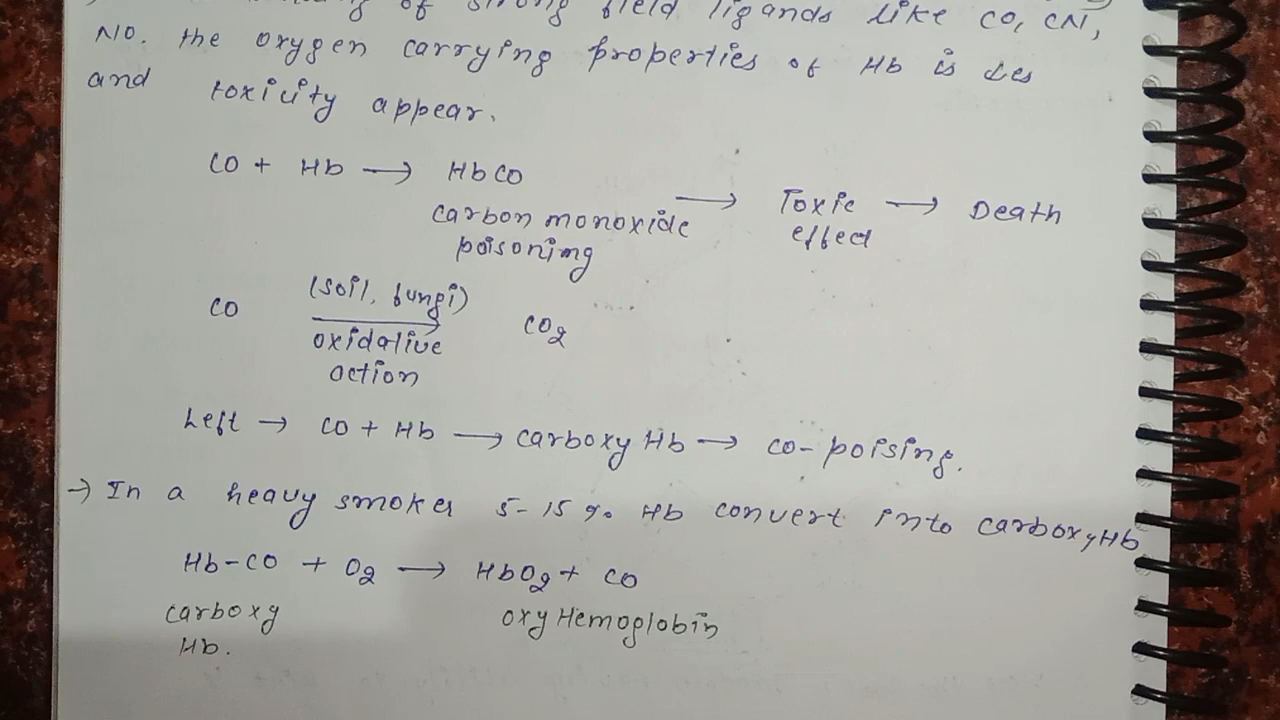 of strong field ligands like CO, CN,
NO. the oxygen carrying properties of Hb is des
and toxicity appear.
CO + Hb → HbCO
carbon monoxide → Toxic → Death
poisoning effect
CO (soil, fungi) CO2
oxidative
action
Left → CO + Hb → carboxy Hb → co- poising.
→ In a heavy smoker 5-15 % Hb convert into carboxyHb
Hb-CO + O2 → HbO2 + CO
carboxy oxy Hemoglobin
Hb.